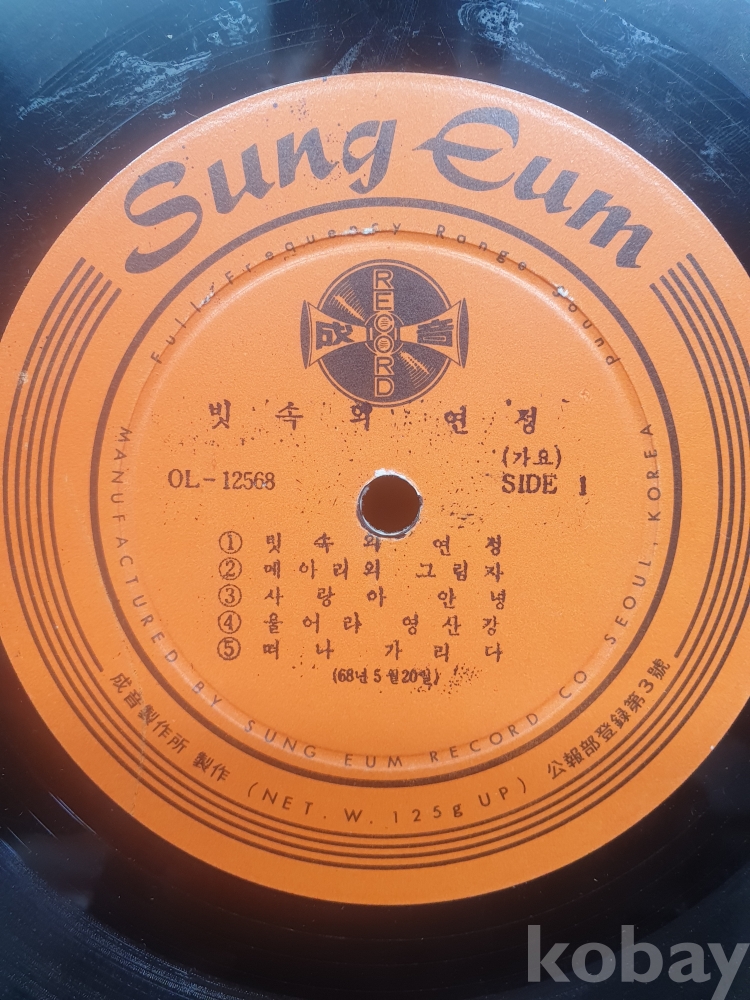 Sung Eum
Full Frequency Range Sound
RECORD
成音
빗 속의 연정
(가요)
OL-12568
SIDE 1
① 빗 속의 연정
② 메아리의 그림자
③ 사랑아 안녕
④ 울어라 영산강
⑤ 떠나가리다
(68년 5월20일)
MANUFACTURED BY SUNG EUM RECORD CO SEOUL, KOREA
成音製作所 製作 (NET. W. 125g UP) 公報部登録第3號
kobay